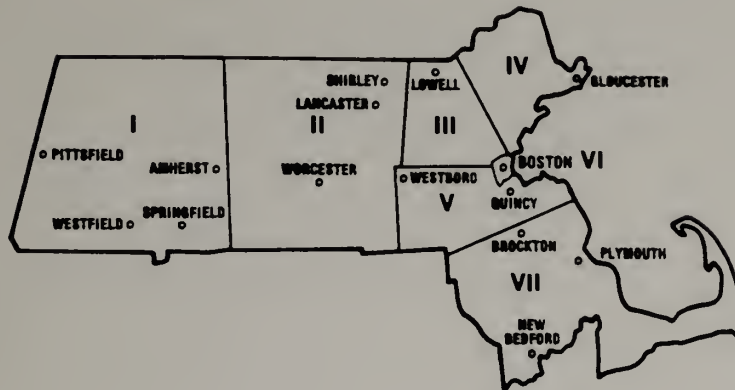 IV
SHIRLEY
LOWELL
GLOUCESTER
LANCASTER
I
II
III
PITTSFIELD
AMHERST
WORCESTER
WESTBORO
BOSTON VI
V
QUINCY
WESTFIELD
SPRINGFIELD
BROCKTON
PLYMOUTH
VII
NEW
BEDFORD